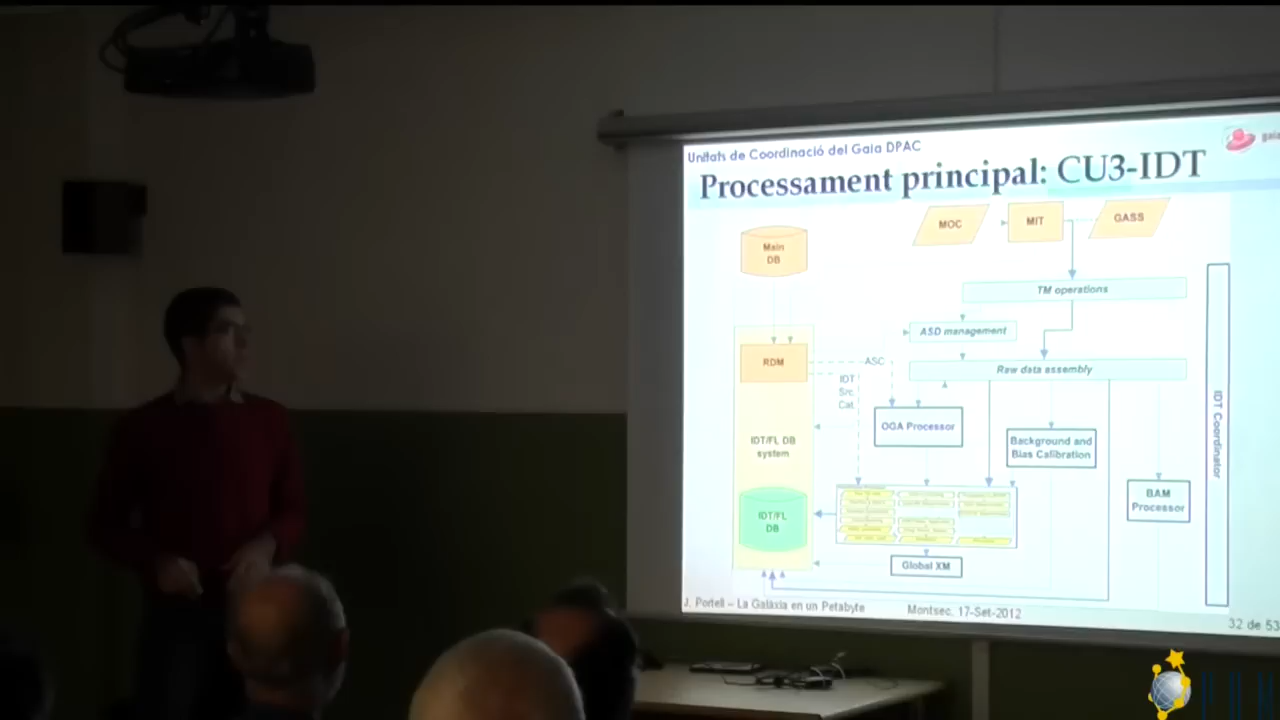 Unitats de Coordinació del Gaia DPAC
gaia
Processament principal: CU3-IDT
MOC
MIT
GASS
Main
DB
TM operations
ASD management
RDM
ASC
Raw data assembly
IDT
Src
Cat
OGA Processor
IDT/FL DB
system
Background and
Bias Calibration
IDT Coordinator
BAM
Processor
IDT/FL
DB
Global XM
J. Portell – La Galàxia en un Petabyte
Montsec, 17-Set-2012
32 de 53